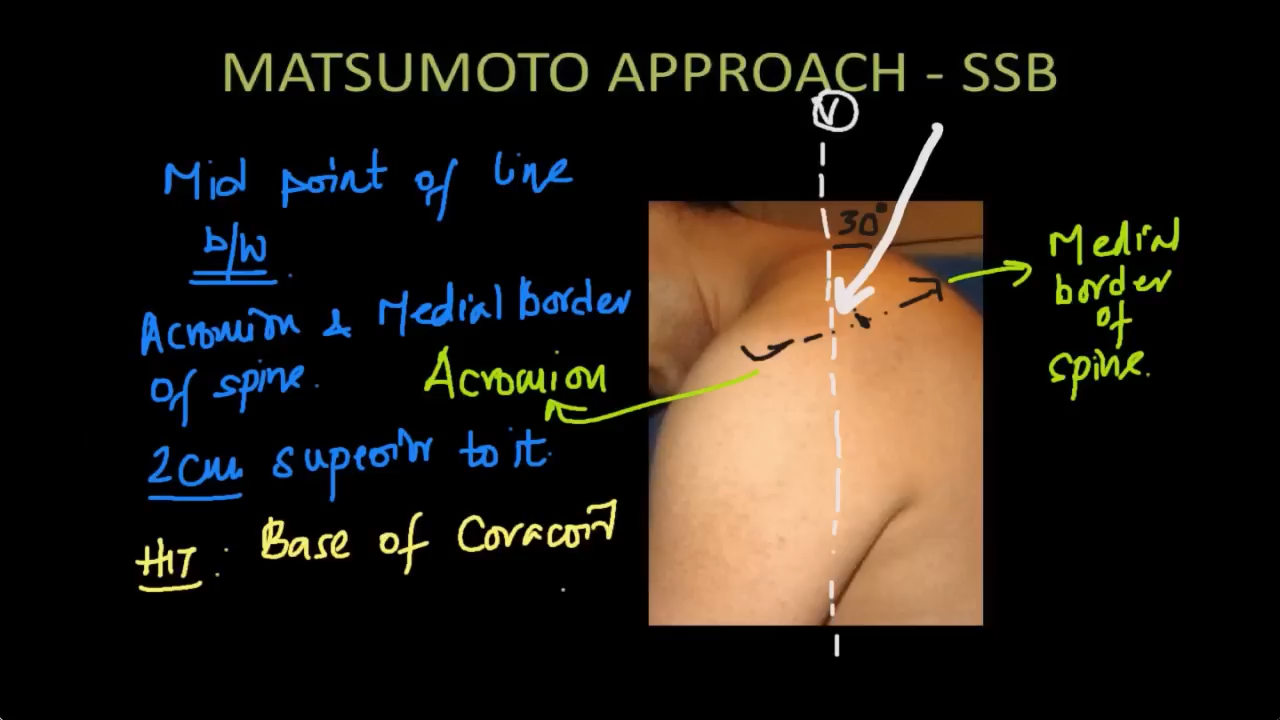 MATSUMOTO APPROACH - SSB
V
Mid point of line
b/w
Acromion & Medial Border
of spine.
2cm superior to it.
HIT: Base of Coracoid
30°
Acromion
Medial
border
of
spine.